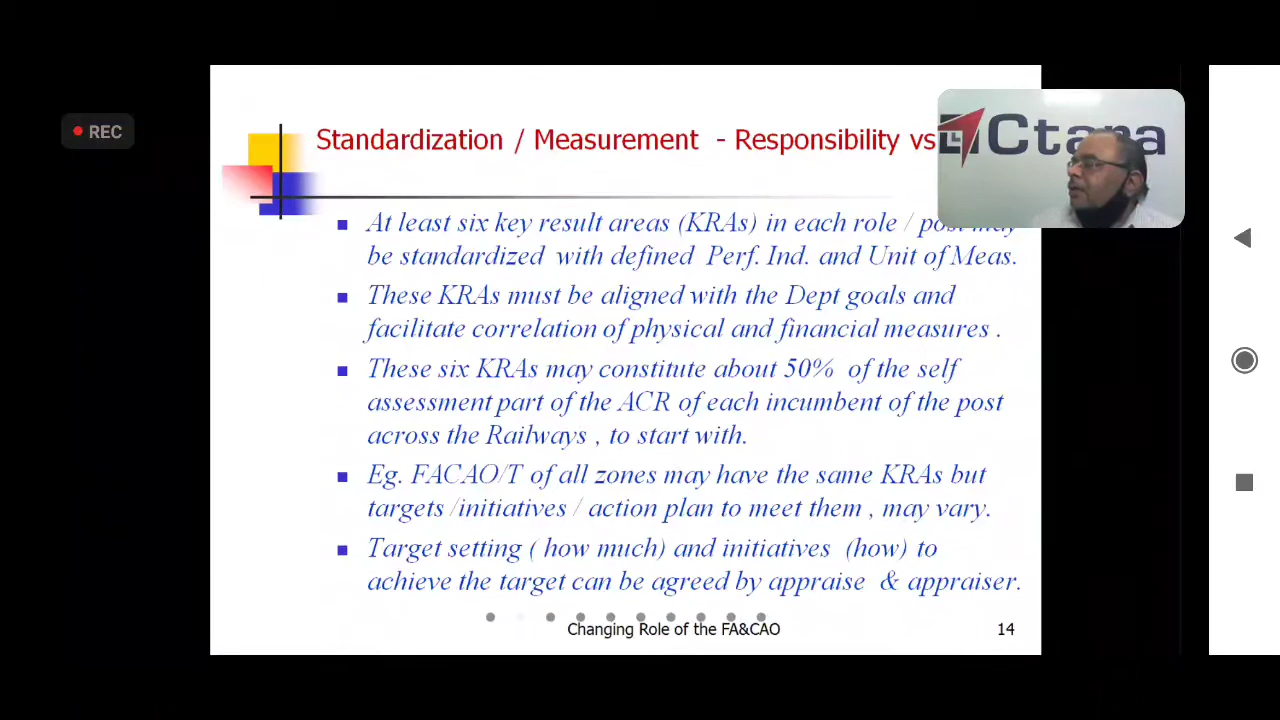 REC
Standardization / Measurement - Responsibility vs
Ctara
At least six key result areas (KRAs) in each role / post may
be standardized with defined Perf. Ind. and Unit of Meas.
These KRAs must be aligned with the Dept goals and
facilitate correlation of physical and financial measures .
These six KRAs may constitute about 50% of the self
assessment part of the ACR of each incumbent of the post
across the Railways , to start with.
Eg. FACAO/T of all zones may have the same KRAs but
targets /initiatives / action plan to meet them , may vary.
Target setting ( how much) and initiatives (how) to
achieve the target can be agreed by appraise & appraiser.
Changing Role of the FA&CAO
14